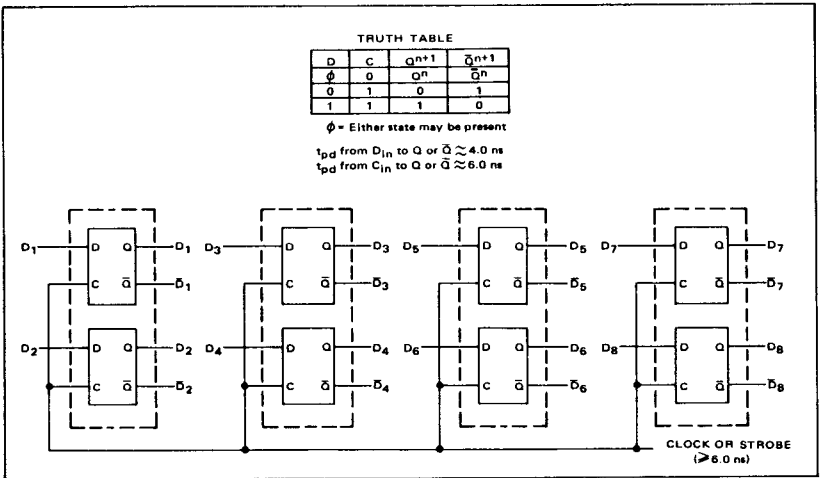 TRUTH TABLE
D C Qⁿ⁺¹ Q̄ⁿ⁺¹
ϕ 0 Qⁿ Q̄ⁿ
0 1 0 1
1 1 1 0
ϕ = Either state may be present
tpd from Din to Q or Q̄ ≈ 4.0 ns
tpd from Cin to Q or Q̄ ≈ 6.0 ns
D1 D Q D1 D3 D Q D3 D5 D Q D5 D7 D Q D7
C Q̄ D̄1 C Q̄ D̄3 C Q̄ D̄5 C Q̄ D̄7
D2 D Q D2 D4 D Q D4 D6 D Q D6 D8 D Q D8
C Q̄ D̄2 C Q̄ D̄4 C Q̄ D̄6 C Q̄ D̄8
CLOCK OR STROBE
(⩾6.0 ns)